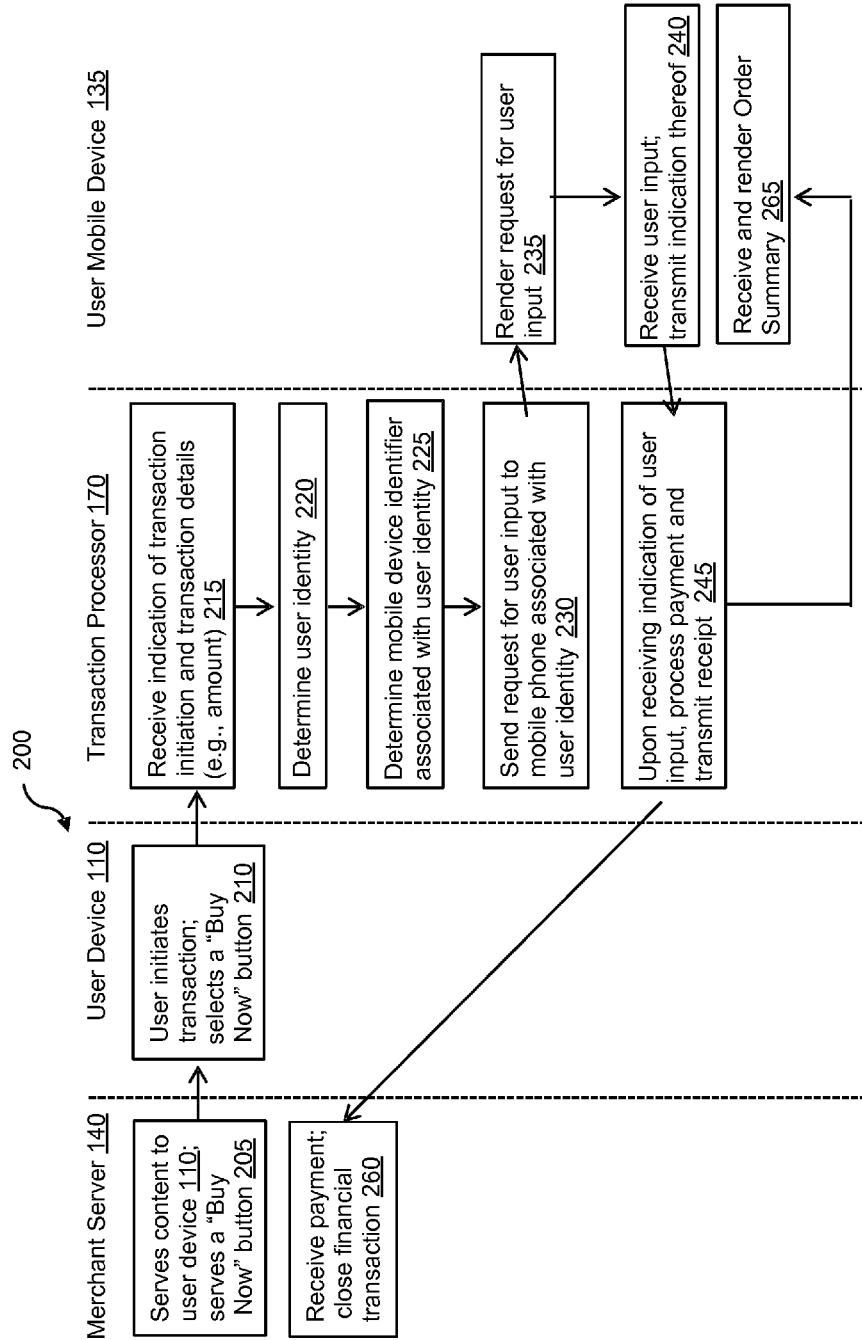 200
Merchant Server 140
User Device 110
Transaction Processor 170
User Mobile Device 135
Serves content to
user device 110;
serves a “Buy
Now” button 205
User initiates
transaction;
selects a “Buy
Now” button 210
Receive indication of transaction
initiation and transaction details
(e.g., amount) 215
Determine user identity 220
Determine mobile device identifier
associated with user identity 225
Send request for user input to
mobile phone associated with
user identity 230
Render request for user
input 235
Receive user input;
transmit indication thereof 240
Upon receiving indication of user
input, process payment and
transmit receipt 245
Receive payment;
close financial
transaction 260
Receive and render Order
Summary 265